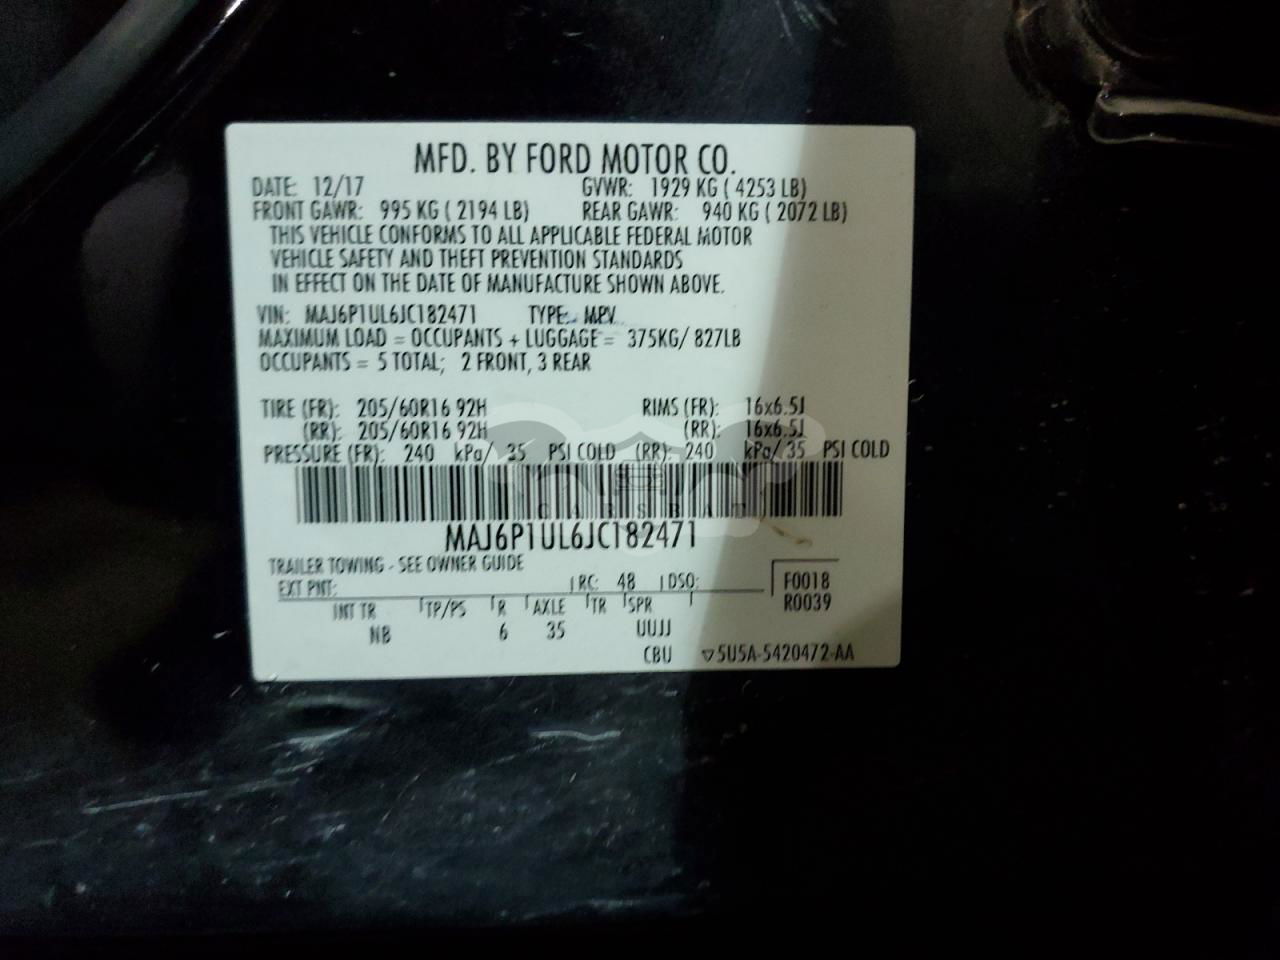 MFD. BY FORD MOTOR CO.
DATE: 12/17 GVWR: 1929 KG ( 4253 LB)
FRONT GAWR: 995 KG ( 2194 LB) REAR GAWR: 940 KG ( 2072 LB)
THIS VEHICLE CONFORMS TO ALL APPLICABLE FEDERAL MOTOR
VEHICLE SAFETY AND THEFT PREVENTION STANDARDS
IN EFFECT ON THE DATE OF MANUFACTURE SHOWN ABOVE.
VIN: MAJ6P1UL6JC182471 TYPE: MPV
MAXIMUM LOAD = OCCUPANTS + LUGGAGE = 375KG/ 827LB
OCCUPANTS = 5 TOTAL; 2 FRONT, 3 REAR
TIRE (FR): 205/60R16 92H RIMS (FR): 16x6.5J
(RR): 205/60R16 92H (RR): 16x6.5J
PRESSURE (FR): 240 kPa/ 35 PSI COLD (RR): 240 kPa/ 35 PSI COLD
CARSBAT
MAJ6P1UL6JC182471
TRAILER TOWING - SEE OWNER GUIDE
EXT PNT: RC: 48 DSO: F0018
INT TR TP/PS R AXLE TR SPR R0039
NB 6 35 UUJJ
CBU 5U5A-5420472-AA